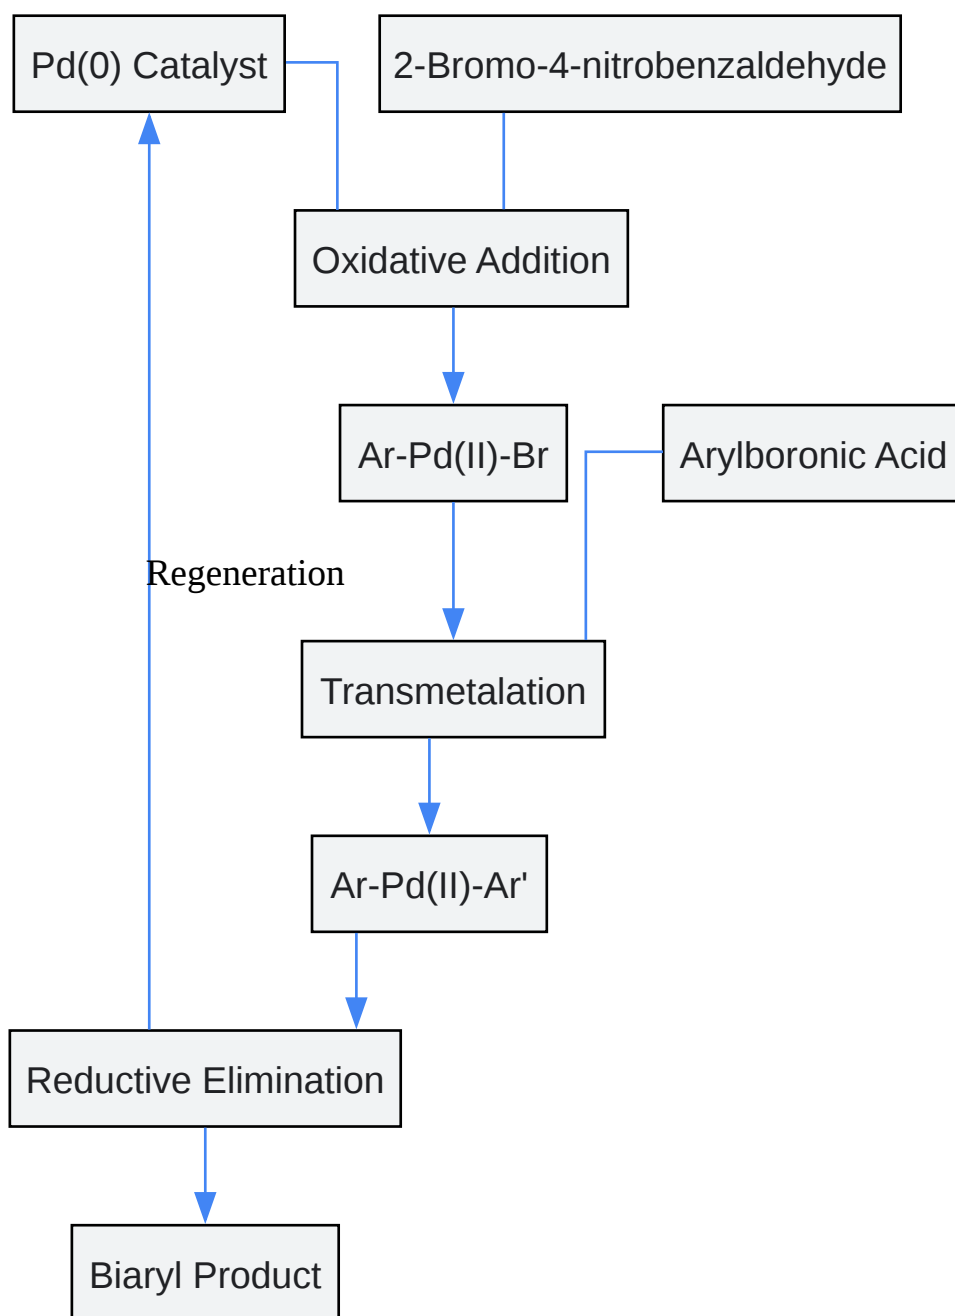 Pd(0) Catalyst
2-Bromo-4-nitrobenzaldehyde
Oxidative Addition
Ar-Pd(II)-Br
Arylboronic Acid
Regeneration
Transmetalation
Ar-Pd(II)-Ar'
Reductive Elimination
Biaryl Product